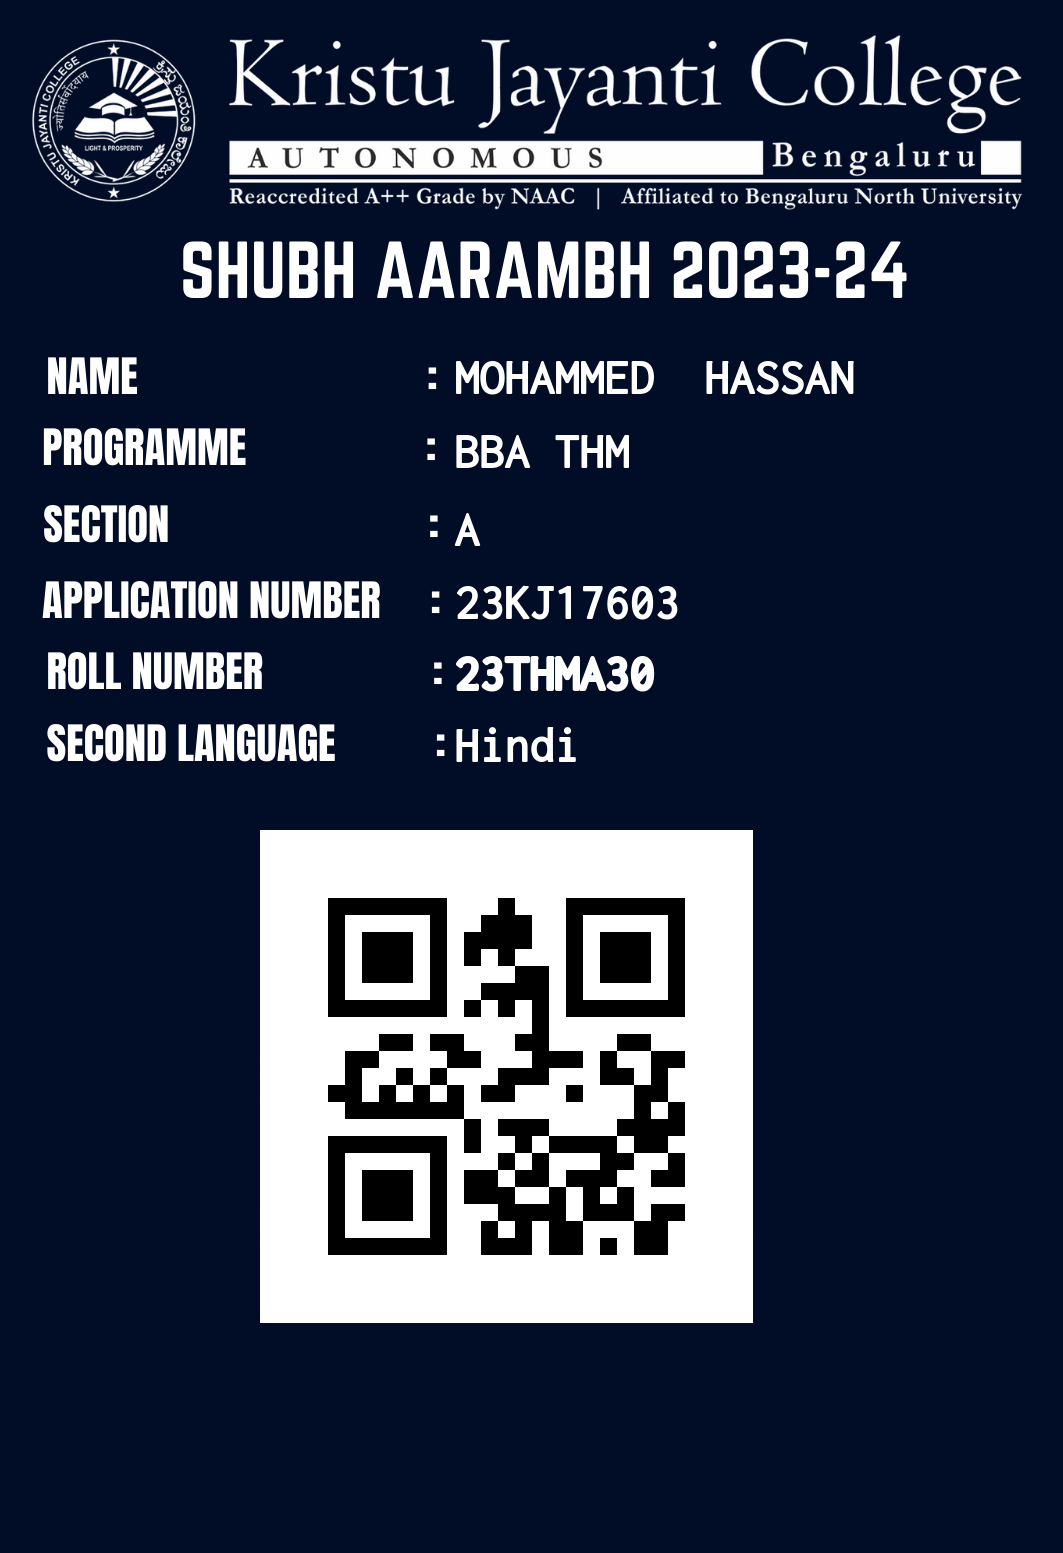 KRISTU JAYANTI COLLEGE
LIGHT & PROSPERITY
Kristu Jayanti College
AUTONOMOUS Bengaluru
Reaccredited A++ Grade by NAAC | Affiliated to Bengaluru North University
SHUBH AARAMBH 2023-24
NAME : MOHAMMED HASSAN
PROGRAMME : BBA THM
SECTION : A
APPLICATION NUMBER : 23KJ17603
ROLL NUMBER : 23THMA30
SECOND LANGUAGE : Hindi